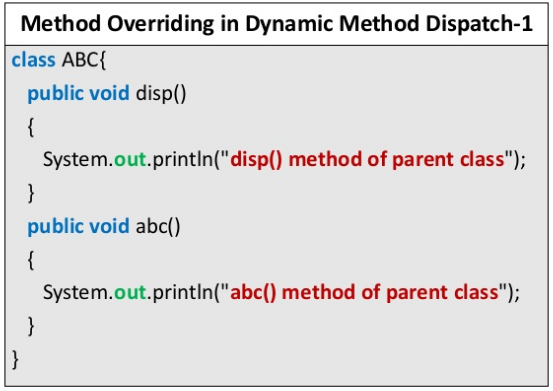 Method Overriding in Dynamic Method Dispatch-1
class ABC{
public void disp()
{
System.out.println("disp() method of parent class");
}
public void abc()
{
System.out.println("abc() method of parent class");
}
}